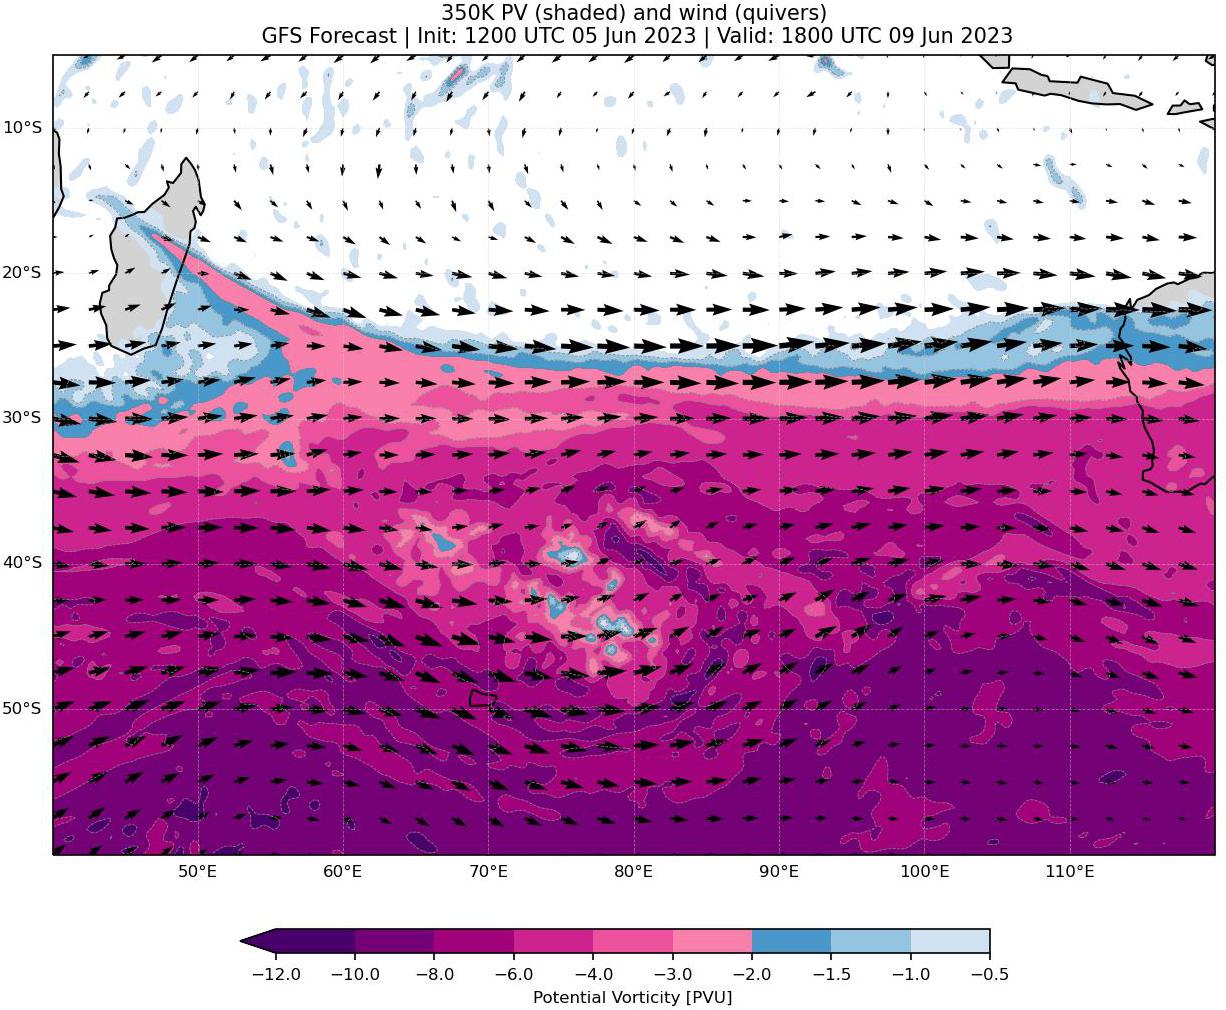 350K PV (shaded) and wind (quivers)
GFS Forecast | Init: 1200 UTC 05 Jun 2023 | Valid: 1800 UTC 09 Jun 2023
10°S
20°S
30°S
40°S
50°S
50°E 60°E 70°E 80°E 90°E 100°E 110°E
−12.0 −10.0 −8.0 −6.0 −4.0 −3.0 −2.0 −1.5 −1.0 −0.5
Potential Vorticity [PVU]